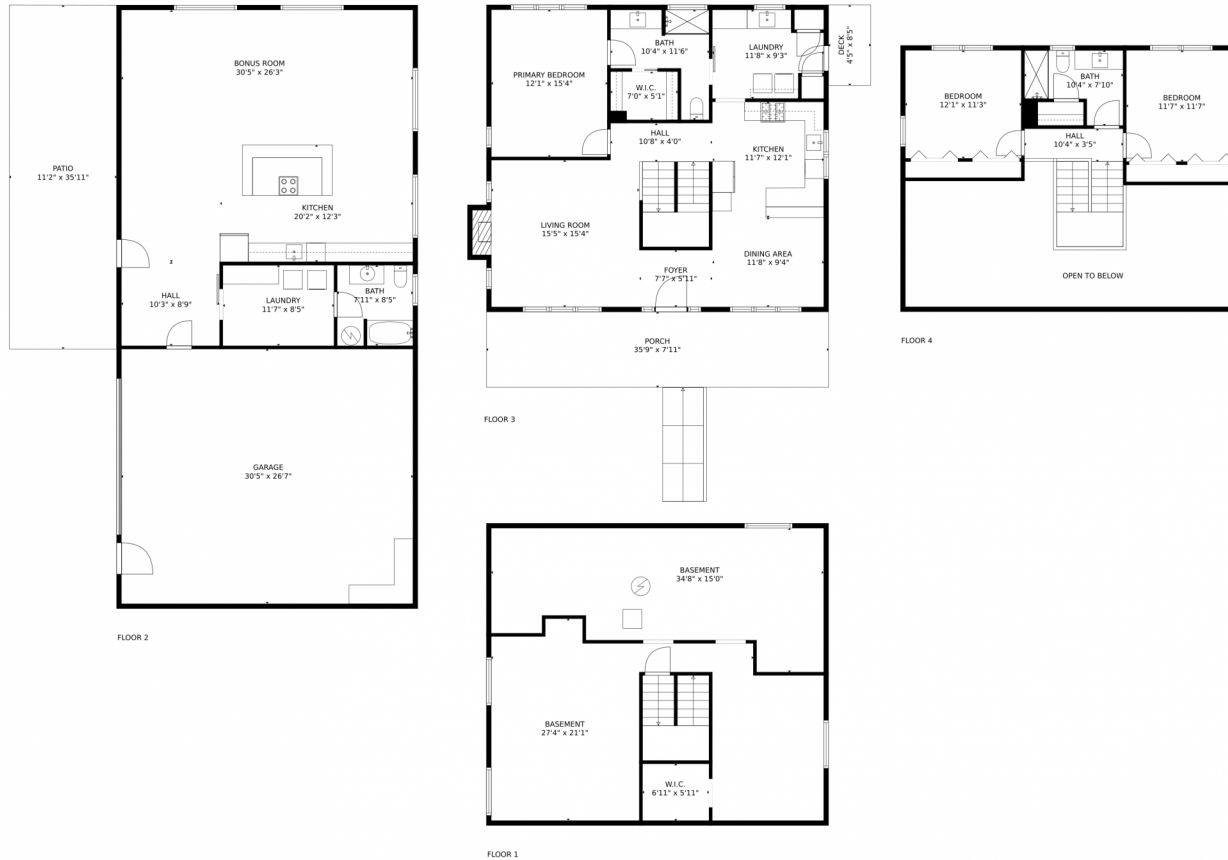 BONUS ROOM
30'5" x 26'3"
PATIO
11'2" x 35'11"
KITCHEN
20'2" x 12'3"
HALL
10'3" x 8'9"
LAUNDRY
11'7" x 8'5"
BATH
7'11" x 8'5"
GARAGE
30'5" x 26'7"
FLOOR 2
PRIMARY BEDROOM
12'1" x 15'4"
BATH
10'4" x 11'6"
W.I.C.
7'0" x 5'1"
LAUNDRY
11'8" x 9'3"
DECK
4'5" x 8'5"
HALL
10'8" x 4'0"
KITCHEN
11'7" x 12'1"
LIVING ROOM
15'5" x 15'4"
FOYER
7'7" x 5'11"
DINING AREA
11'8" x 9'4"
PORCH
35'9" x 7'11"
FLOOR 3
BEDROOM
12'1" x 11'3"
BATH
10'4" x 7'10"
BEDROOM
11'7" x 11'7"
HALL
10'4" x 3'5"
OPEN TO BELOW
FLOOR 4
BASEMENT
34'8" x 15'0"
BASEMENT
27'4" x 21'1"
W.I.C.
6'11" x 5'11"
FLOOR 1